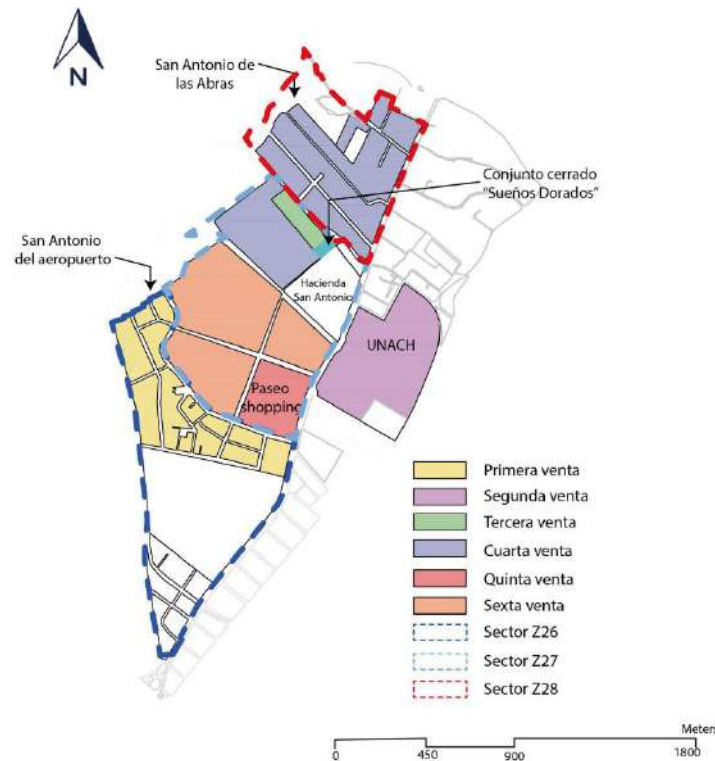 N
San Antonio de
las Abras
Conjunto cerrado
"Sueños Dorados"
San Antonio
del aeropuerto
Hacienda
San Antonio
UNACH
Paseo
shopping
Primera venta
Segunda venta
Tercera venta
Cuarta venta
Quinta venta
Sexta venta
Sector Z26
Sector Z27
Sector Z28
Meters
0 450 900 1800